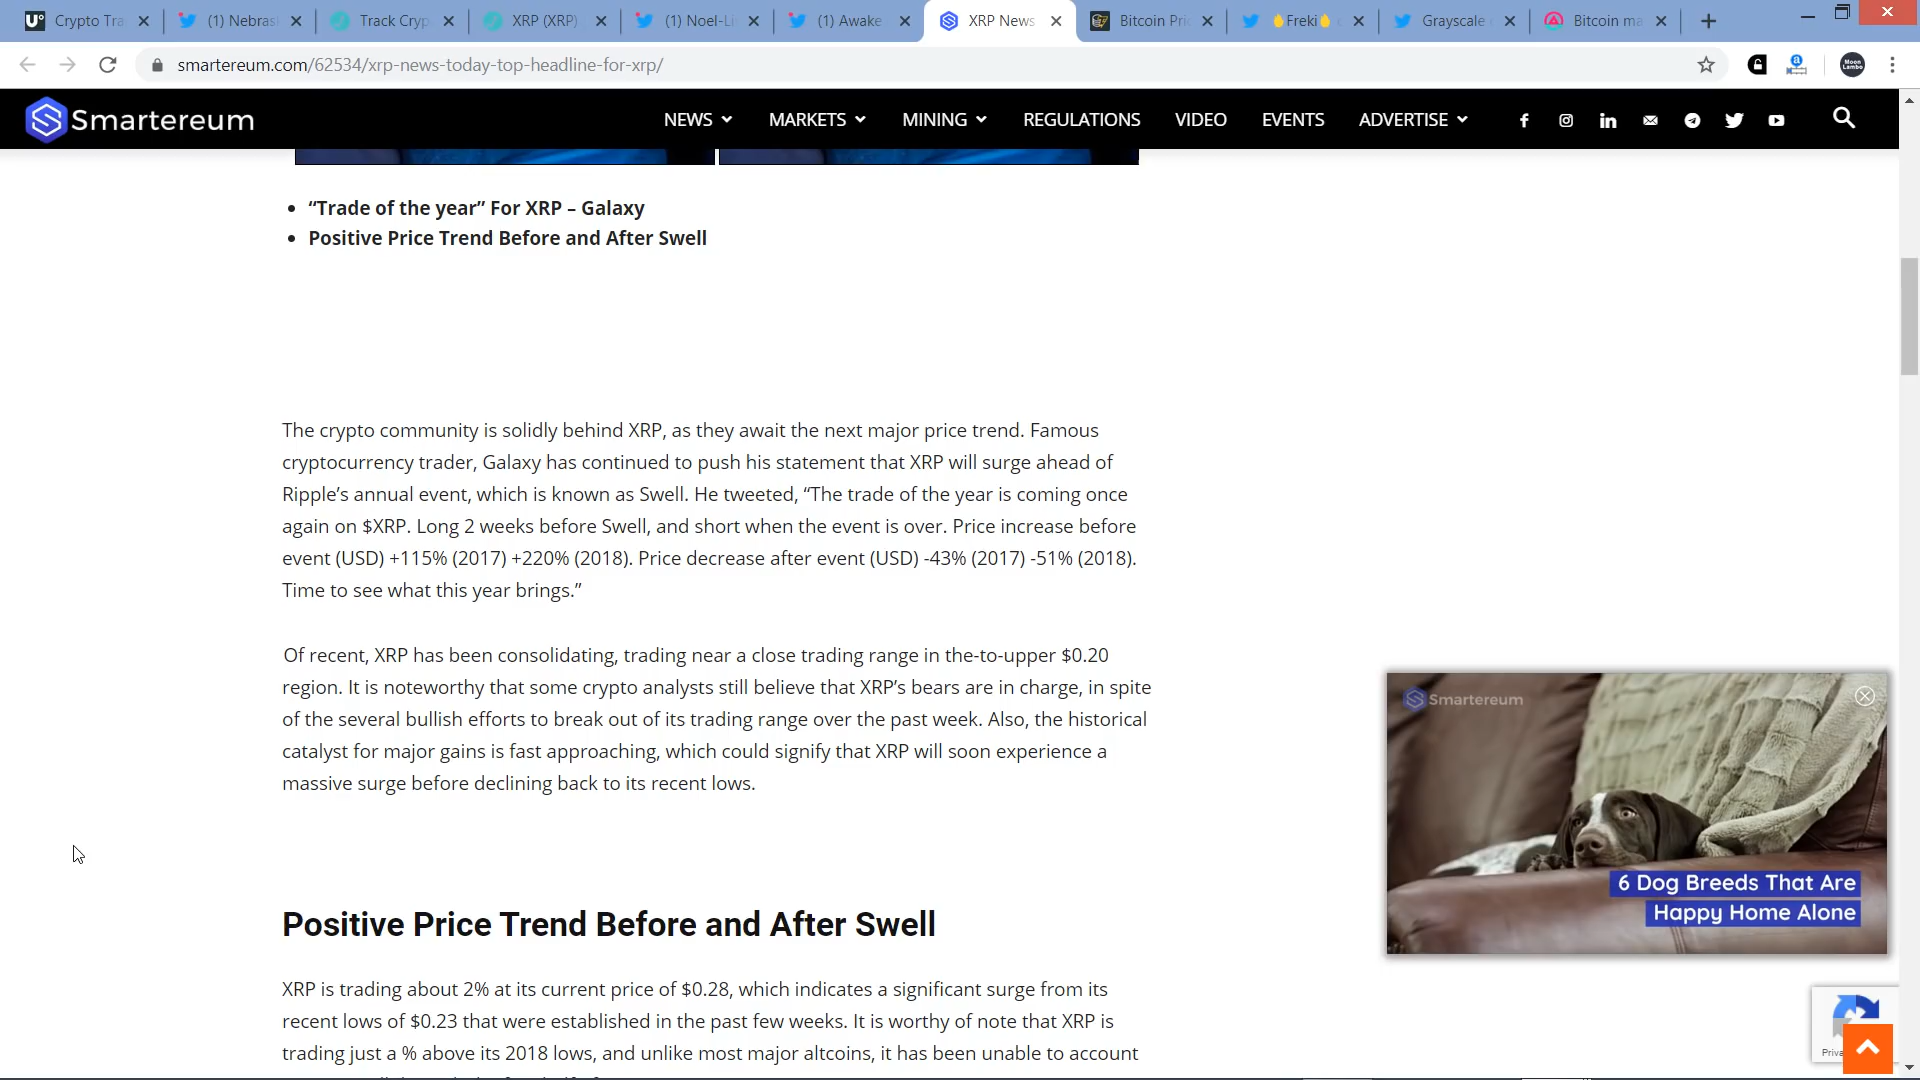 Crypto Tra
(1) Nebras
Track Cryp
XRP (XRP)
(1) Noel-Li
(1) Awake
XRP News
Bitcoin Pric
🔥Freki🔥
Grayscale
Bitcoin ma
smartereum.com/62534/xrp-news-today-top-headline-for-xrp/
Moon Lambo
Smartereum
NEWS
MARKETS
MINING
REGULATIONS
VIDEO
EVENTS
ADVERTISE
• “Trade of the year” For XRP – Galaxy
• Positive Price Trend Before and After Swell
The crypto community is solidly behind XRP, as they await the next major price trend. Famous
cryptocurrency trader, Galaxy has continued to push his statement that XRP will surge ahead of
Ripple’s annual event, which is known as Swell. He tweeted, “The trade of the year is coming once
again on $XRP. Long 2 weeks before Swell, and short when the event is over. Price increase before
event (USD) +115% (2017) +220% (2018). Price decrease after event (USD) -43% (2017) -51% (2018).
Time to see what this year brings.”
Of recent, XRP has been consolidating, trading near a close trading range in the-to-upper $0.20
region. It is noteworthy that some crypto analysts still believe that XRP’s bears are in charge, in spite
of the several bullish efforts to break out of its trading range over the past week. Also, the historical
catalyst for major gains is fast approaching, which could signify that XRP will soon experience a
massive surge before declining back to its recent lows.
Smartereum
6 Dog Breeds That Are
Happy Home Alone
Positive Price Trend Before and After Swell
XRP is trading about 2% at its current price of $0.28, which indicates a significant surge from its
recent lows of $0.23 that were established in the past few weeks. It is worthy of note that XRP is
trading just a % above its 2018 lows, and unlike most major altcoins, it has been unable to account
Priva